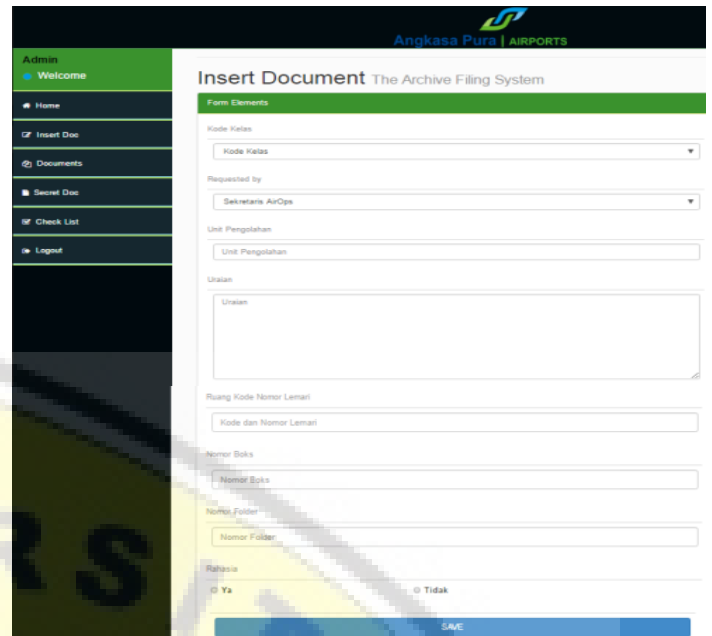 Angkasa Pura | AIRPORTS
Admin
Welcome
Home
Insert Doc
Documents
Secret Doc
Check List
Logout
Insert Document The Archive Filing System
Form Elements
Kode Kelas
Kode Kelas
Requested by
Sekretaris AirOps
Unit Pengolahan
Unit Pengolahan
Uraian
Uraian
Ruang Kode Nomor Lemari
Kode dan Nomor Lemari
Nomor Boks
Nomor Boks
Nomor Folder
Nomor Folder
Rahasia
Ya Tidak
SAVE
R S